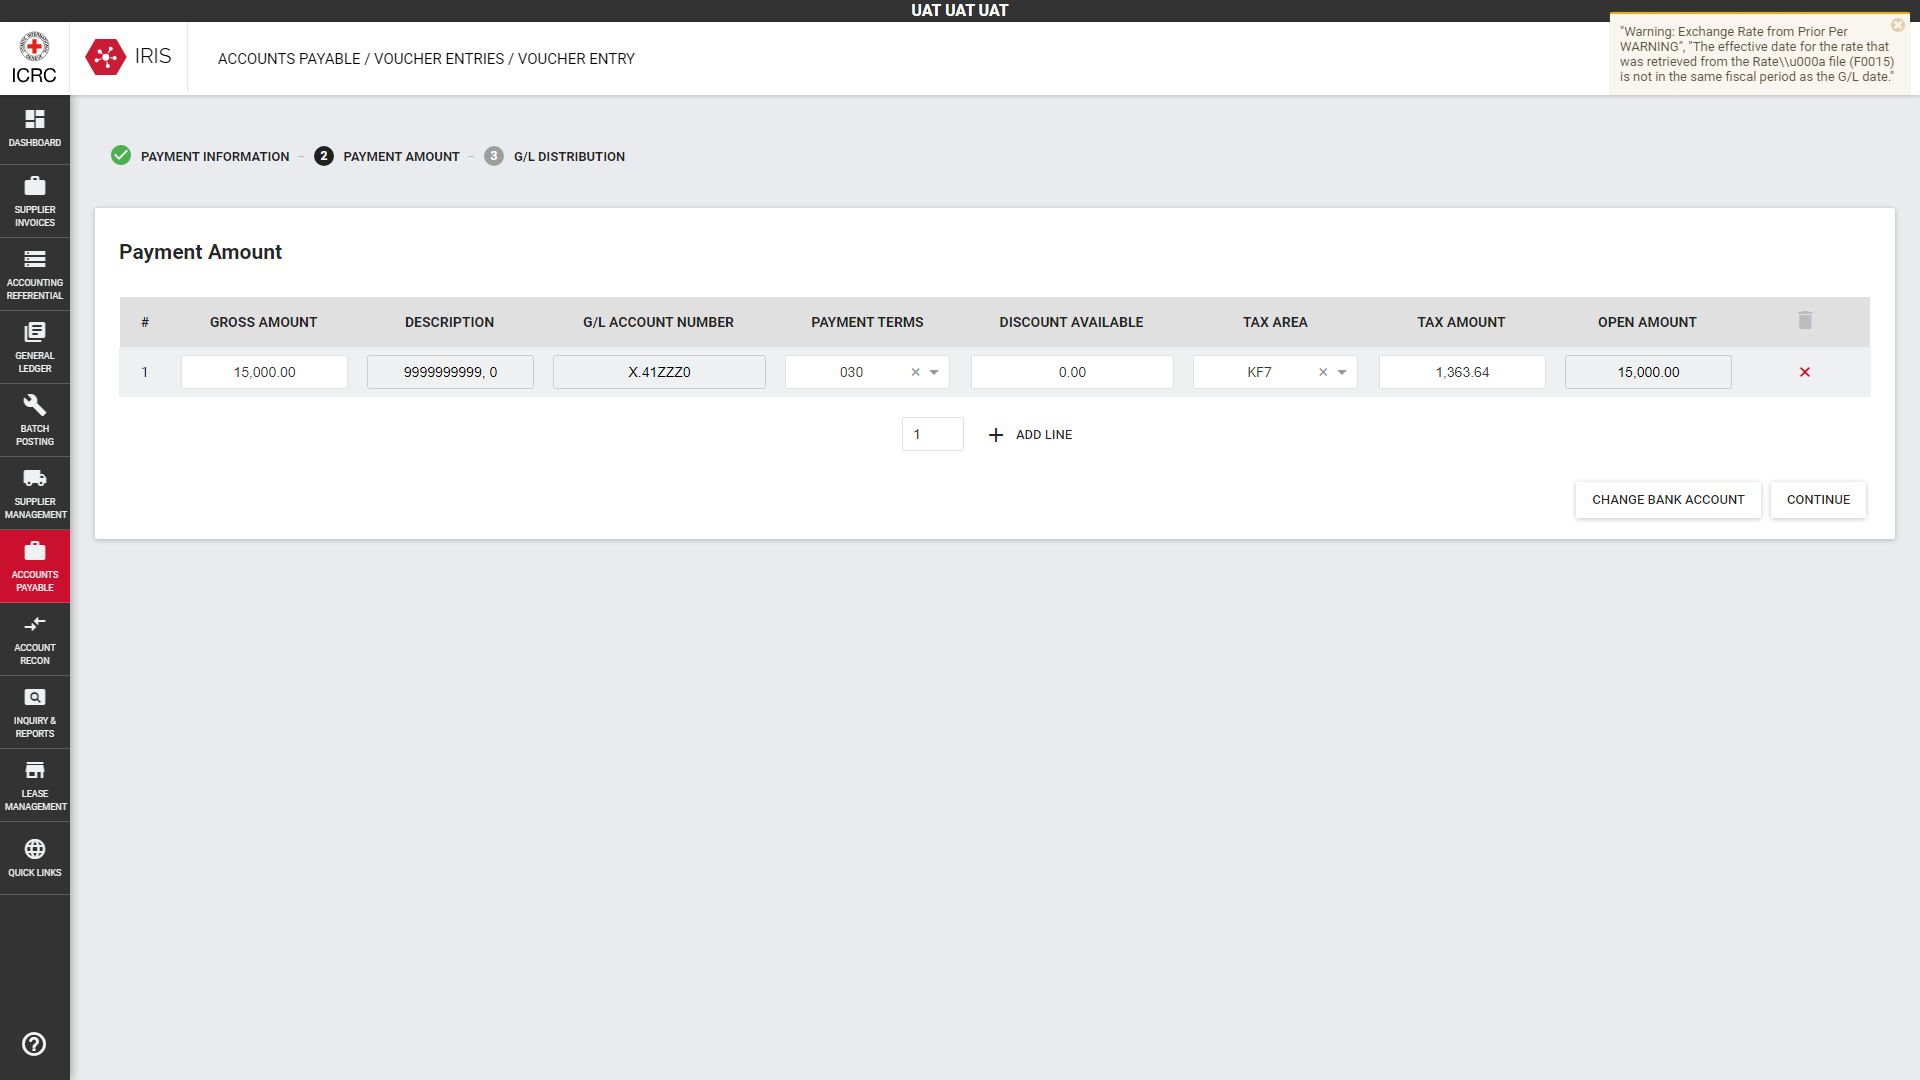 UAT UAT UAT
ICRC
IRIS
ACCOUNTS PAYABLE / VOUCHER ENTRIES / VOUCHER ENTRY
"Warning: Exchange Rate from Prior Per
WARNING", "The effective date for the rate that
was retrieved from the Rate\\u000a file (F0015)
is not in the same fiscal period as the G/L date."
DASHBOARD
SUPPLIER
INVOICES
ACCOUNTING
REFERENTIAL
GENERAL
LEDGER
BATCH
POSTING
SUPPLIER
MANAGEMENT
ACCOUNTS
PAYABLE
ACCOUNT
RECON
INQUIRY &
REPORTS
LEASE
MANAGEMENT
QUICK LINKS
PAYMENT INFORMATION – 2 PAYMENT AMOUNT – 3 G/L DISTRIBUTION
Payment Amount
# GROSS AMOUNT DESCRIPTION G/L ACCOUNT NUMBER PAYMENT TERMS DISCOUNT AVAILABLE TAX AREA TAX AMOUNT OPEN AMOUNT
1 15,000.00 9999999999, 0 X.41ZZZ0 030 0.00 KF7 1,363.64 15,000.00
1 ADD LINE
CHANGE BANK ACCOUNT CONTINUE